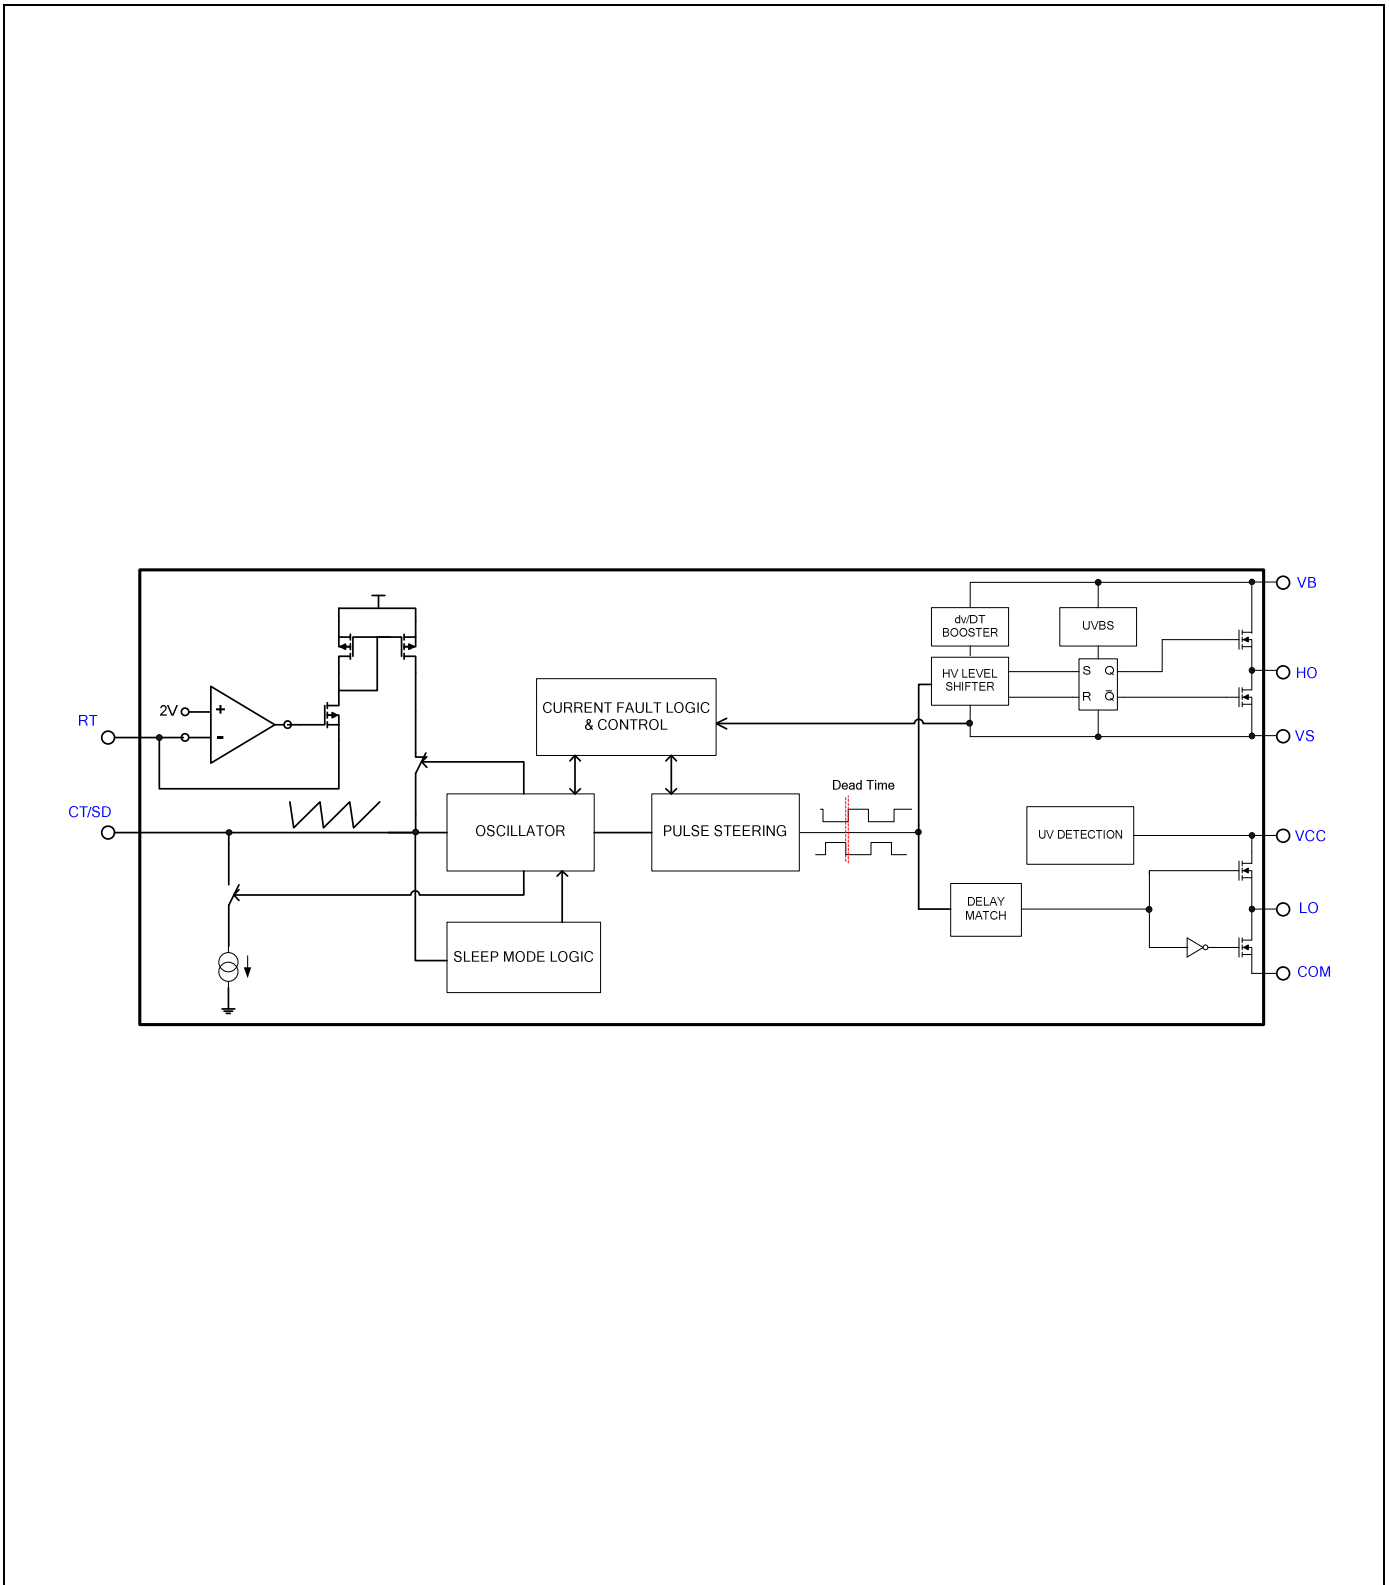 VB
dv/DT
BOOSTER
UVBS
2V
+
-
RT
HV LEVEL
SHIFTER
S Q
R Q̅
HO
CURRENT FAULT LOGIC
& CONTROL
VS
CT/SD
Dead Time
OSCILLATOR
PULSE STEERING
UV DETECTION
VCC
DELAY
MATCH
LO
SLEEP MODE LOGIC
COM